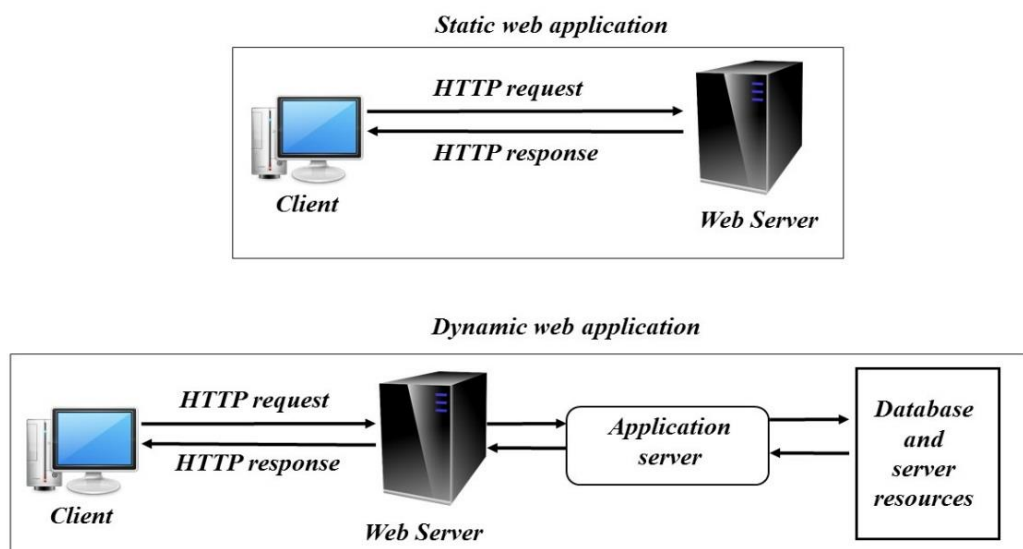 Static web application
HTTP request
HTTP response
Client
Web Server
Dynamic web application
HTTP request
HTTP response
Client
Web Server
Application
server
Database
and
server
resources